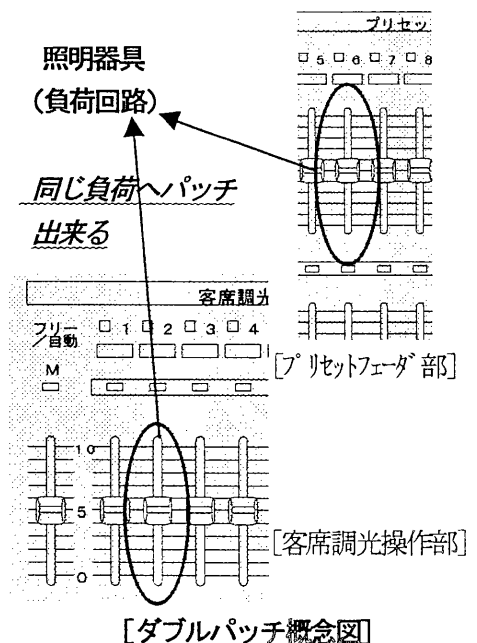 プリセッ
5 6 7 8
照明器具
(負荷回路)
同じ負荷へパッチ
出来る
[プリセットフェーダ部]
客席調光
フリー
/自動
1 2 3 4
M
10
5
0
[客席調光操作部]
[ダブルパッチ概念図]